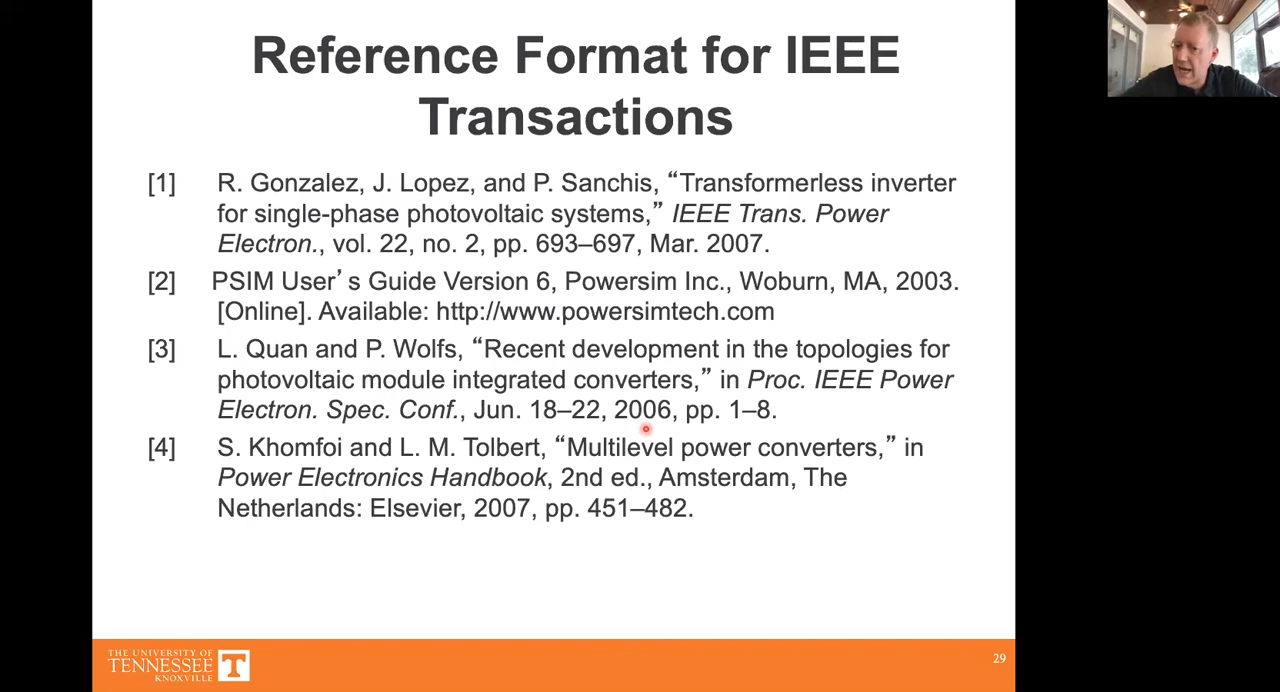 Reference Format for IEEE
Transactions
[1] R. Gonzalez, J. Lopez, and P. Sanchis, “Transformerless inverter
for single-phase photovoltaic systems,” IEEE Trans. Power
Electron., vol. 22, no. 2, pp. 693–697, Mar. 2007.
[2] PSIM User’s Guide Version 6, Powersim Inc., Woburn, MA, 2003.
[Online]. Available: http://www.powersimtech.com
[3] L. Quan and P. Wolfs, “Recent development in the topologies for
photovoltaic module integrated converters,” in Proc. IEEE Power
Electron. Spec. Conf., Jun. 18–22, 2006, pp. 1–8.
[4] S. Khomfoi and L. M. Tolbert, “Multilevel power converters,” in
Power Electronics Handbook, 2nd ed., Amsterdam, The
Netherlands: Elsevier, 2007, pp. 451–482.
THE UNIVERSITY OF
TENNESSEE T
KNOXVILLE
29